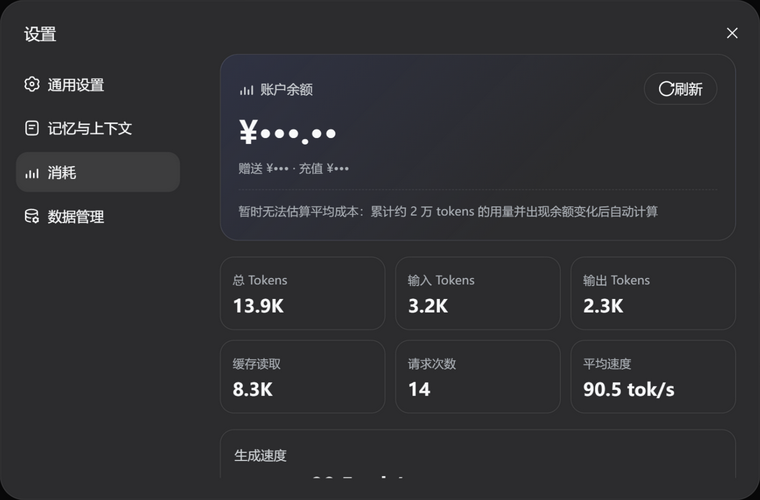 设置
通用设置
记忆与上下文
消耗
数据管理
账户余额
刷新
¥•••.••
赠送 ¥••• · 充值 ¥•••
暂时无法估算平均成本：累计约 2 万 tokens 的用量并出现余额变化后自动计算
总 Tokens
13.9K
输入 Tokens
3.2K
输出 Tokens
2.3K
缓存读取
8.3K
请求次数
14
平均速度
90.5 tok/s
生成速度